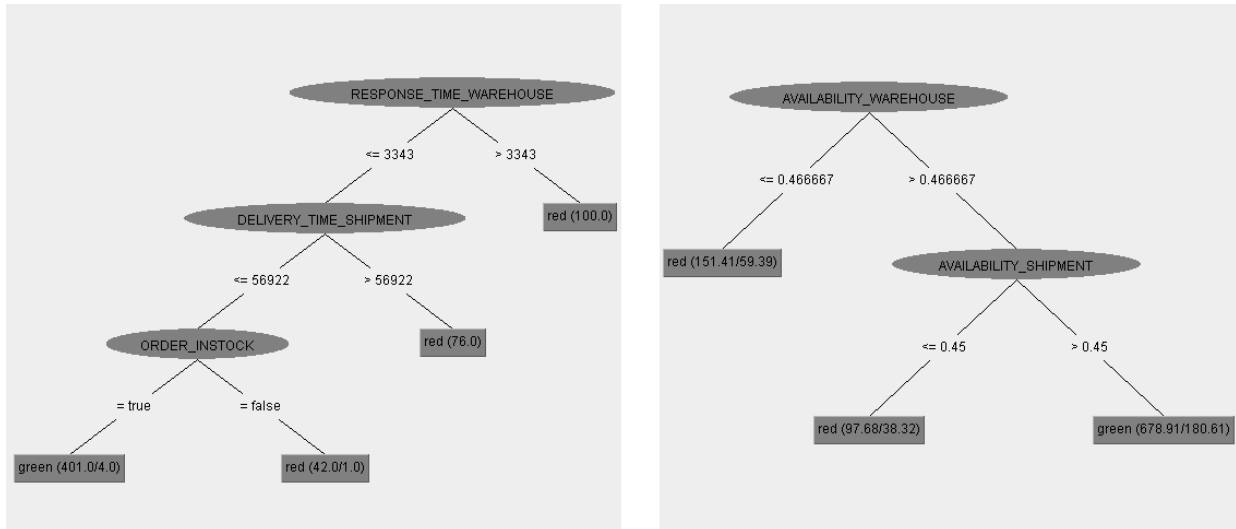 RESPONSE_TIME_WAREHOUSE
<= 3343
> 3343
DELIVERY_TIME_SHIPMENT
red (100.0)
<= 56922
> 56922
ORDER_INSTOCK
red (76.0)
= true
= false
green (401.0/4.0)
red (42.0/1.0)
AVAILABILITY_WAREHOUSE
<= 0.466667
> 0.466667
red (151.41/59.39)
AVAILABILITY_SHIPMENT
<= 0.45
> 0.45
red (97.68/38.32)
green (678.91/180.61)